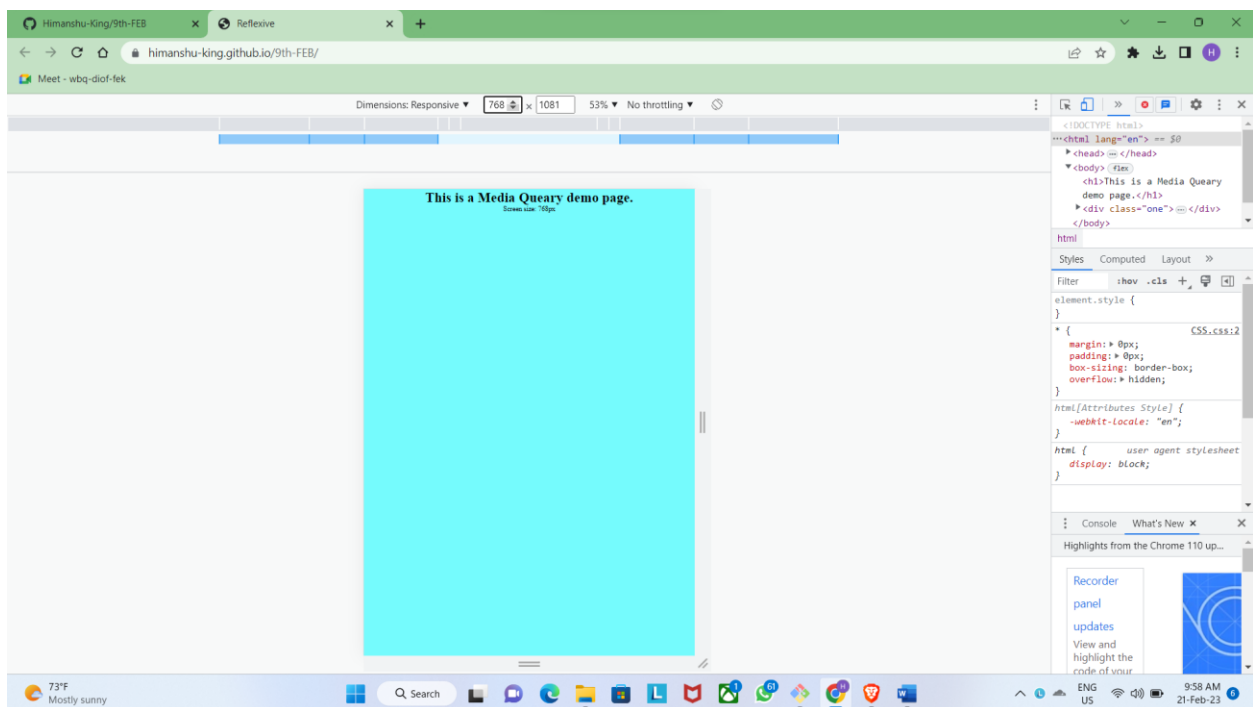 Himanshu-King/9th-FEB
Reflexive
himanshu-king.github.io/9th-FEB/
H
Meet - wbq-diof-fek
Dimensions: Responsive ▼ 768 x 1081 53% ▼ No throttling ▼
This is a Media Queary demo page.
Screen size: 768px
<!DOCTYPE html>
···<html lang="en"> == $0
<head> … </head>
<body> flex
<h1>This is a Media Queary
demo page.</h1>
<div class="one"> … </div>
</body>
html
Styles Computed Layout »
Filter :hov .cls +
element.style {
}
* { CSS.css:2
margin: 0px;
padding: 0px;
box-sizing: border-box;
overflow: hidden;
}
html[Attributes Style] {
-webkit-locale: "en";
}
html { user agent stylesheet
display: block;
}
Console What's New ×
Highlights from the Chrome 110 up...
Recorder
panel
updates
View and
highlight the
code of your
73°F
Mostly sunny
Search
L
1
61
H
W
ENG
US
9:58 AM
21-Feb-23
6